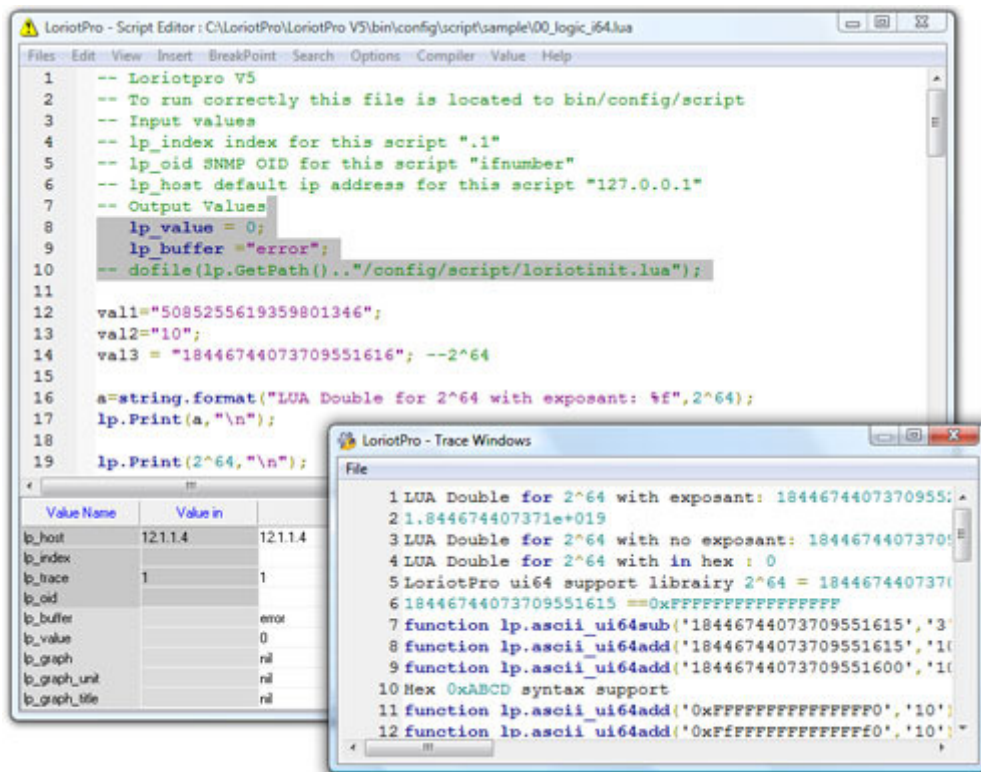 LoriotPro - Script Editor : C:\LoriotPro\LoriotPro V5\bin\config\script\sample\00_logic_i64.lua
Files Edit View Insert BreakPoint Search Options Compiler Value Help
1 -- Loriotpro V5
2 -- To run correctly this file is located to bin/config/script
3 -- Input values
4 -- lp_index index for this script ".1"
5 -- lp_oid SNMP OID for this script "ifnumber"
6 -- lp_host default ip address for this script "127.0.0.1"
7 -- Output Values
8 lp_value = 0;
9 lp_buffer ="error";
10 -- dofile(lp.GetPath().."/config/script/loriotinit.lua");
11
12 val1="5085255619359801346";
13 val2="10";
14 val3 = "18446744073709551616"; --2^64
15
16 a=string.format("LUA Double for 2^64 with exposant: %f",2^64);
17 lp.Print(a,"\n");
18
19 lp.Print(2^64,"\n");
Value Name Value in
lp_host 12.1.1.4 12.1.1.4
lp_index
lp_trace 1 1
lp_oid
lp_buffer error
lp_value 0
lp_graph nil
lp_graph_unit nil
lp_graph_title nil
LoriotPro - Trace Windows
File
1 LUA Double for 2^64 with exposant: 1844674407370955
2 1.844674407371e+019
3 LUA Double for 2^64 with no exposant: 1844674407370
4 LUA Double for 2^64 with in hex : 0
5 LoriotPro ui64 support librairy 2^64 = 184467440737
6 18446744073709551615 ==0xFFFFFFFFFFFFFFFF
7 function lp.ascii_ui64sub('18446744073709551615','3
8 function lp.ascii_ui64add('18446744073709551615','10
9 function lp.ascii_ui64add('18446744073709551600','10
10 Hex 0xABCD syntax support
11 function lp.ascii_ui64add('0xFFFFFFFFFFFFFFF0','10'
12 function lp.ascii_ui64add('0xFfFFFFFFFFFFFFf0','10'